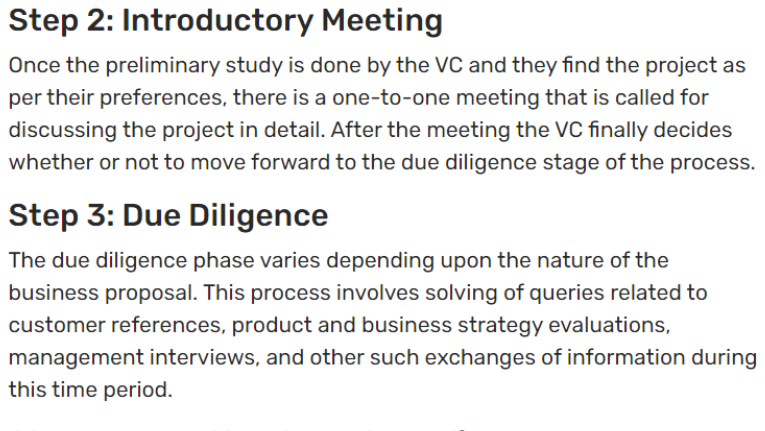 Step 2: Introductory Meeting
Once the preliminary study is done by the VC and they find the project as
per their preferences, there is a one-to-one meeting that is called for
discussing the project in detail. After the meeting the VC finally decides
whether or not to move forward to the due diligence stage of the process.
Step 3: Due Diligence
The due diligence phase varies depending upon the nature of the
business proposal. This process involves solving of queries related to
customer references, product and business strategy evaluations,
management interviews, and other such exchanges of information during
this time period.